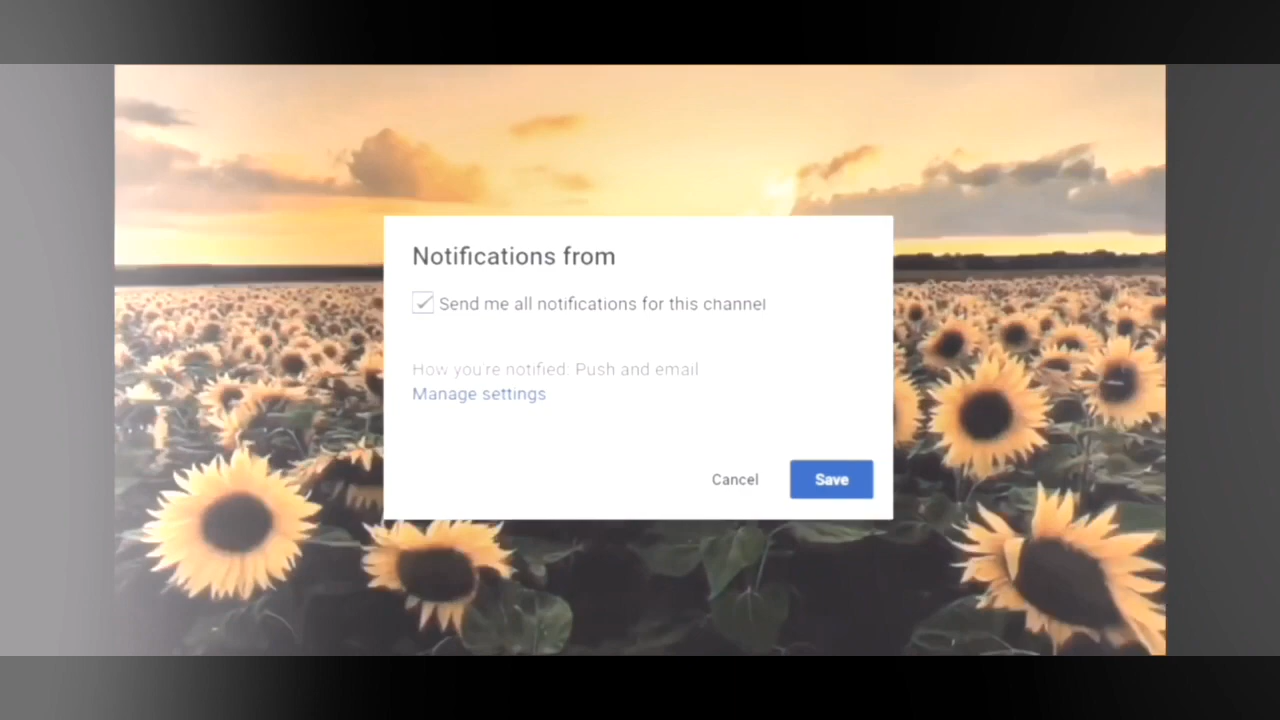 Notifications from
Send me all notifications for this channel
How you're notified: Push and email
Manage settings
Cancel
Save